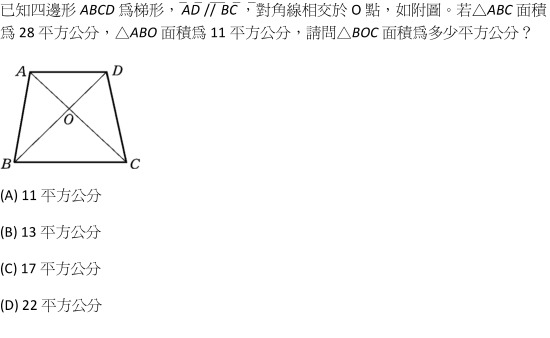 已知四邊形 ABCD 為梯形，AD // BC ，對角線相交於 O 點，如附圖。若△ABC 面積
為 28 平方公分，△ABO 面積為 11 平方公分，請問△BOC 面積為多少平方公分？
A
D
O
B
C
(A) 11 平方公分
(B) 13 平方公分
(C) 17 平方公分
(D) 22 平方公分